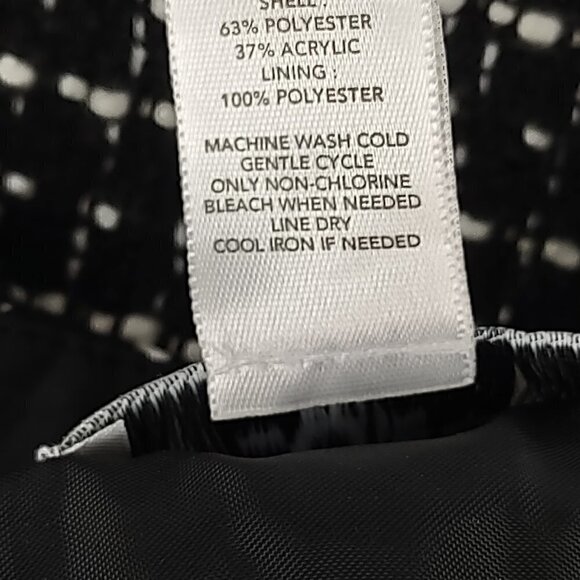 SHELL :
63% POLYESTER
37% ACRYLIC
LINING :
100% POLYESTER
MACHINE WASH COLD
GENTLE CYCLE
ONLY NON-CHLORINE
BLEACH WHEN NEEDED
LINE DRY
COOL IRON IF NEEDED